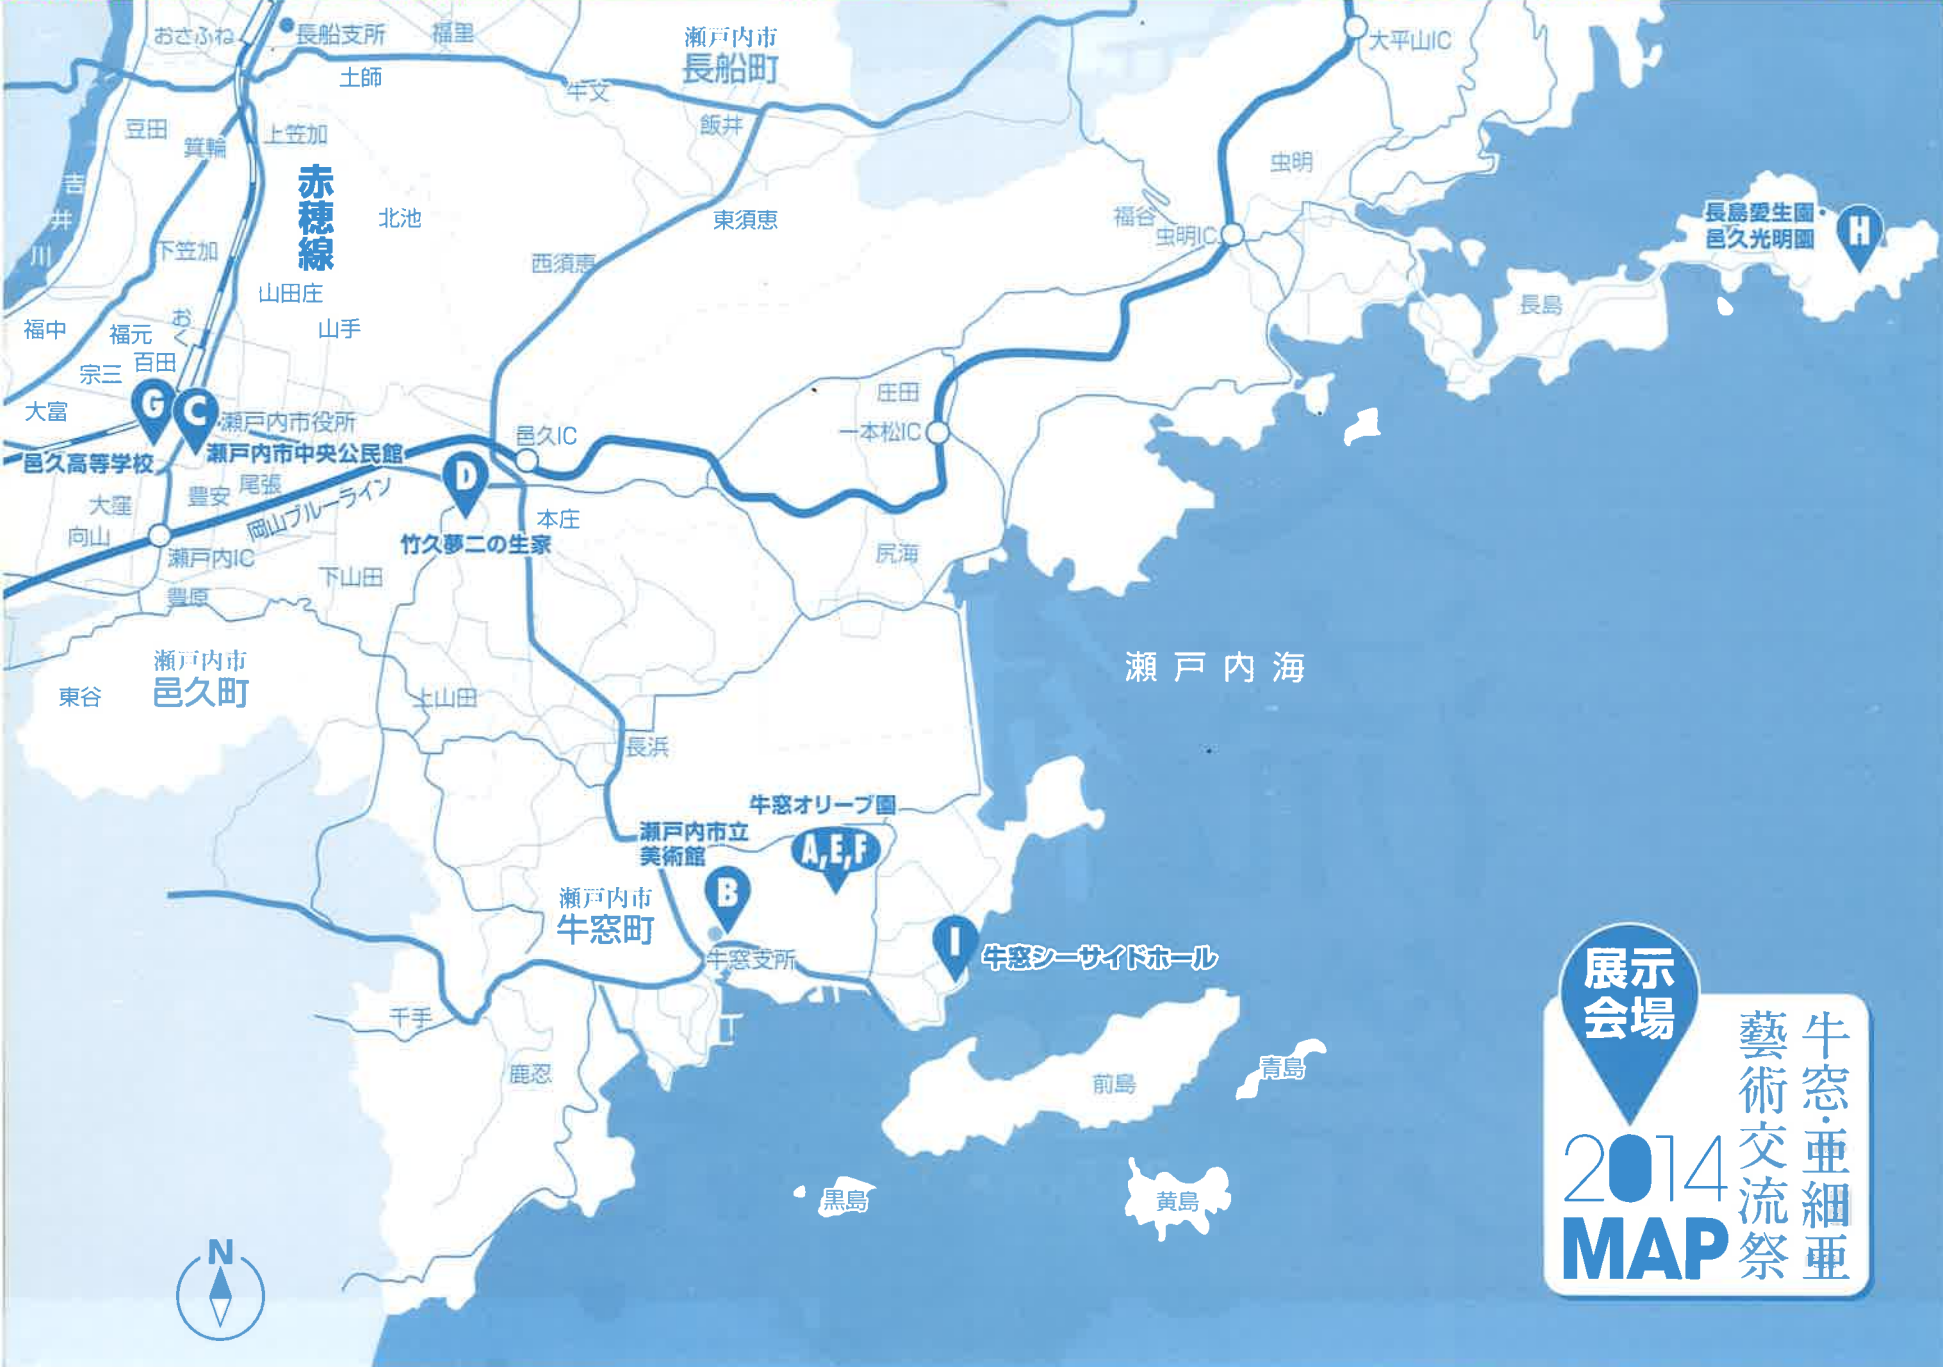 おさふね
長船支所
福里
瀬戸内市
長船町
大平山IC
土師
牛文
豆田
箕輪
上笠加
飯井
虫明
赤穂線
吉井川
北池
東須恵
福谷
虫明IC
長島愛生園・
邑久光明園
H
下笠加
西須恵
山田庄
長島
福中
福元
おく
山手
宗三
百田
大富
G
C
瀬戸内市役所
庄田
邑久IC
一本松IC
邑久高等学校
瀬戸内市中央公民館
D
大窪
豊安
尾張
岡山ブルーライン
本庄
向山
瀬戸内IC
竹久夢二の生家
尻海
下山田
豊原
瀬戸内市
邑久町
東谷
上山田
瀬戸内海
長浜
牛窓オリーブ園
瀬戸内市立
美術館
A,E,F
B
瀬戸内市
牛窓町
牛窓支所
I
牛窓シーサイドホール
千手
鹿忍
前島
青島
黒島
黄島
N
展示
会場
2014
MAP
牛窓・亜細亜
藝術交流祭